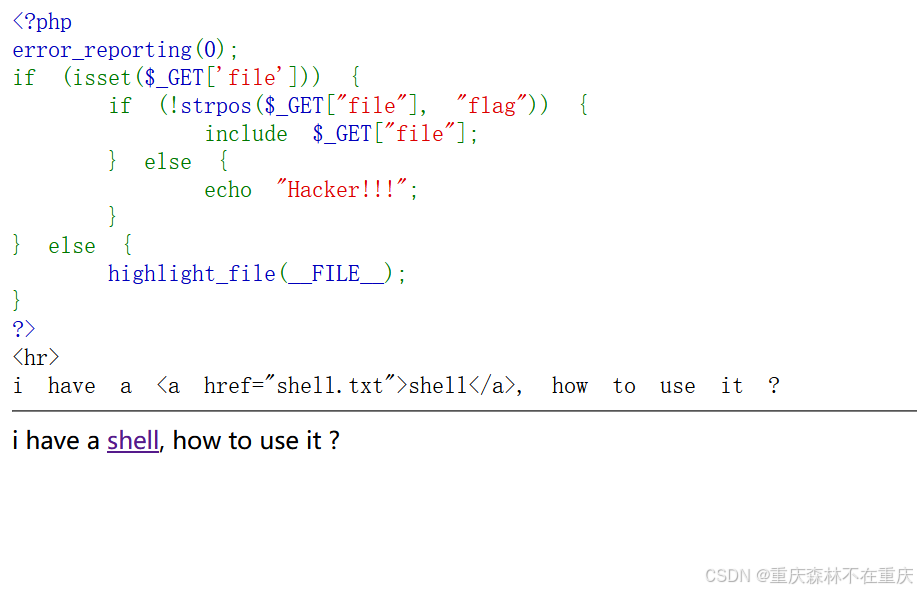 <?php
error_reporting(0);
if (isset($_GET['file'])) {
if (!strpos($_GET["file"], "flag")) {
include $_GET["file"];
} else {
echo "Hacker!!!";
}
} else {
highlight_file(__FILE__);
}
?>
<hr>
i have a <a href="shell.txt">shell</a>, how to use it ?
i have a shell, how to use it ?
CSDN @重庆森林不在重庆